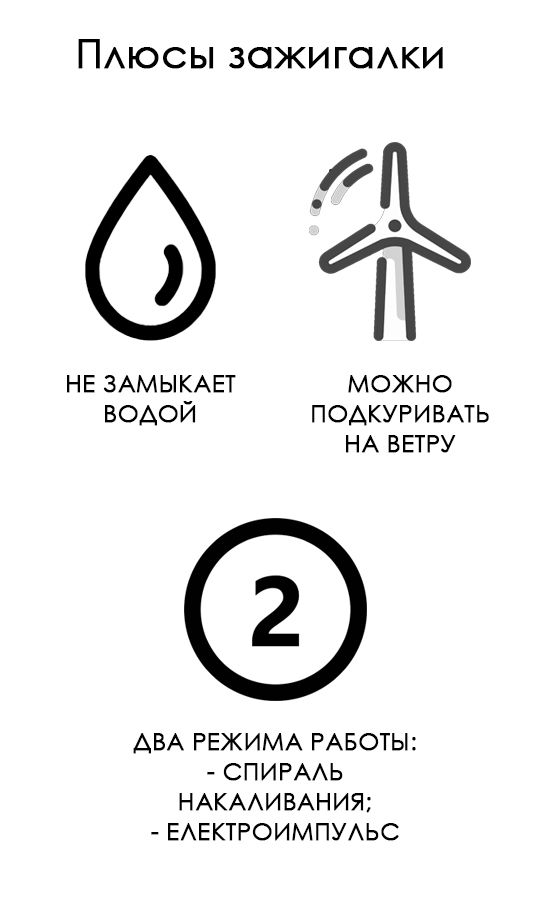 Плюсы зажигалки
НЕ ЗАМЫКАЕТ
ВОДОЙ
МОЖНО
ПОДКУРИВАТЬ
НА ВЕТРУ
2
ДВА РЕЖИМА РАБОТЫ:
- СПИРАЛЬ
НАКАЛИВАНИЯ;
- ЕЛЕКТРОИМПУЛЬС